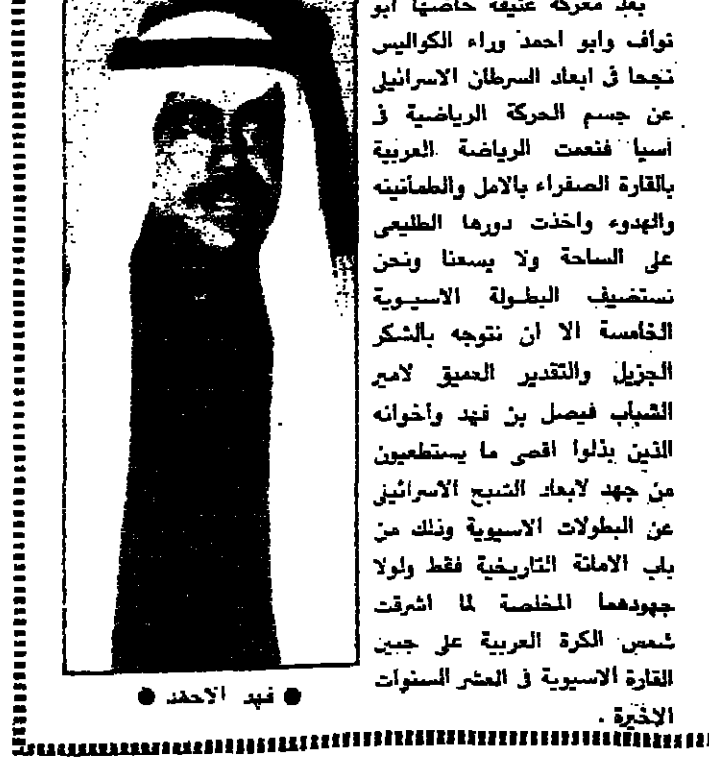 بعد معركة عنيفة خاضها ابو
نواف وابو احمد وراء الكواليس
نجحا في ابعاد السرطان الاسرائيلي
عن جسم الحركة الرياضية في
آسيا فنعمت الرياضة العربية
بالقارة الصفراء بالامل والطمأنينه
والهدوء واخذت دورها الطليعى
على الساحة ولا يسعنا ونحن
نستضيف البطولة الاسيوية
الخامسة الا ان نتوجه بالشكر
الجزيل والتقدير العميق لامير
الشباب فيصل بن فهد واخوانه
الذين بذلوا اقصى ما يستطعيون
من جهد لابعاد الشبح الاسرائيلي
عن البطولات الاسيوية وذلك من
باب الامانة التاريخية فقط ولولا
جهودهما المخلصة لما اشرقت
شمس الكرة العربية على جبين
القارة الاسيوية في العشر السنوات
الاخيرة .
● فهد الاحمد ●